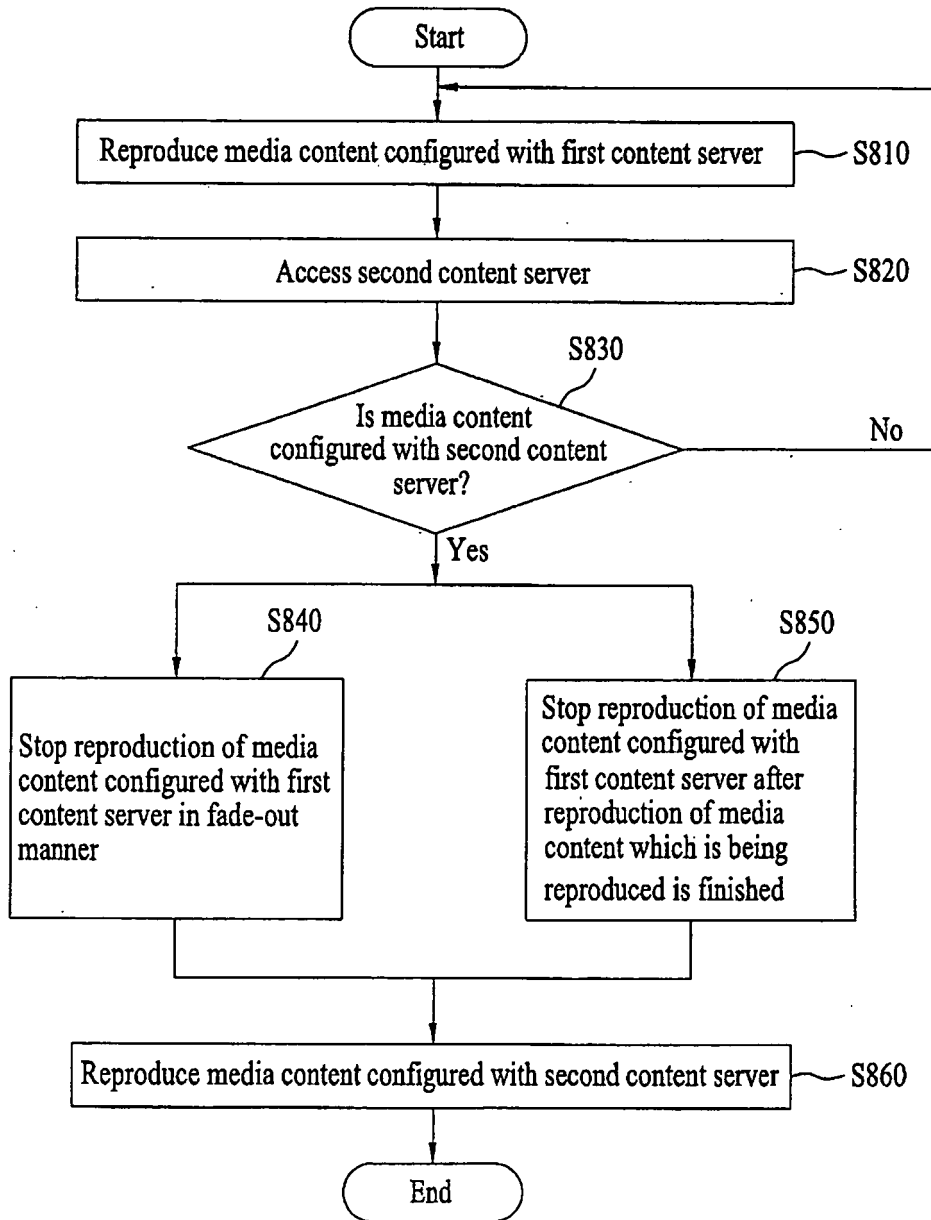 Start
Reproduce media content configured with first content server
S810
Access second content server
S820
S830
Is media content
configured with second content
server?
No
Yes
S840
S850
Stop reproduction of media
content configured with first
content server in fade-out
manner
Stop reproduction of media
content configured with
first content server after
reproduction of media
content which is being
reproduced is finished
Reproduce media content configured with second content server
S860
End